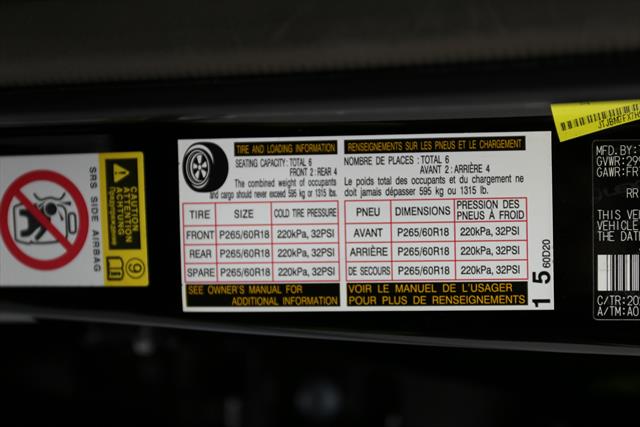 SRS SIDE AIRBAG
CAUTION
ATTENTION
ACHTUNG
TIRE AND LOADING INFORMATION
SEATING CAPACITY: TOTAL 6
FRONT 2 : REAR 4
The combined weight of occupants
and cargo should never exceed 595 kg or 1315 lbs.
TIRE SIZE COLD TIRE PRESSURE
FRONT P265/60R18 220kPa, 32PSI
REAR P265/60R18 220kPa, 32PSI
SPARE P265/60R18 220kPa, 32PSI
SEE OWNER'S MANUAL FOR
ADDITIONAL INFORMATION
RENSEIGNEMENTS SUR LES PNEUS ET LE CHARGEMENT
NOMBRE DE PLACES : TOTAL 6
AVANT 2 : ARRIÈRE 4
Le poids total des occupants et du chargement ne
doit jamais dépasser 595 kg ou 1315 lb.
PNEU DIMENSIONS PRESSION DES
PNEUS À FROID
AVANT P265/60R18 220kPa, 32PSI
ARRIÈRE P265/60R18 220kPa, 32PSI
DE SECOURS P265/60R18 220kPa, 32PSI
VOIR LE MANUEL DE L'USAGER
POUR PLUS DE RENSEIGNEMENTS
15 60D20
MFD.BY:
GVWR:
GAWR:
RR
THIS
VEHICLE
THE
C/TR:
A/TM: